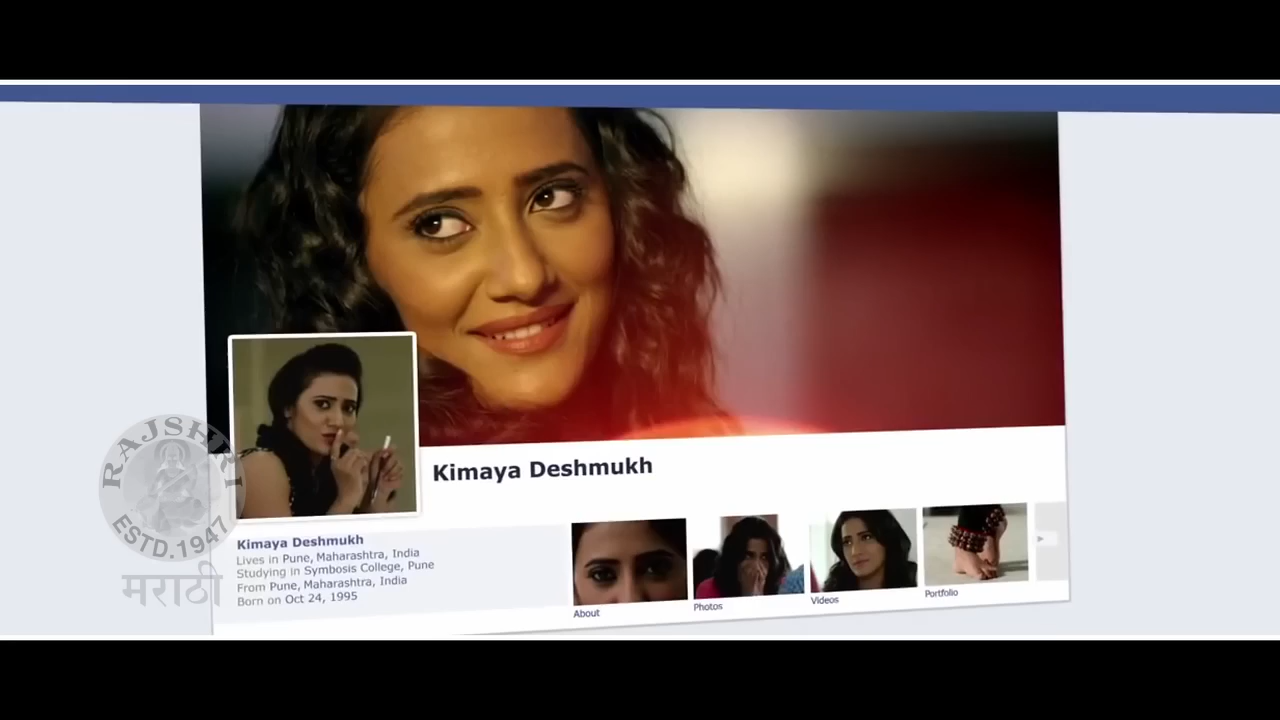 Kimaya Deshmukh
RAJSHRI
ESTD.1947
मराठी
Kimaya Deshmukh
Lives in Pune, Maharashtra, India
Studying in Symbosis College, Pune
From Pune, Maharashtra, India
Born on Oct 24, 1995
About
Photos
Videos
Portfolio